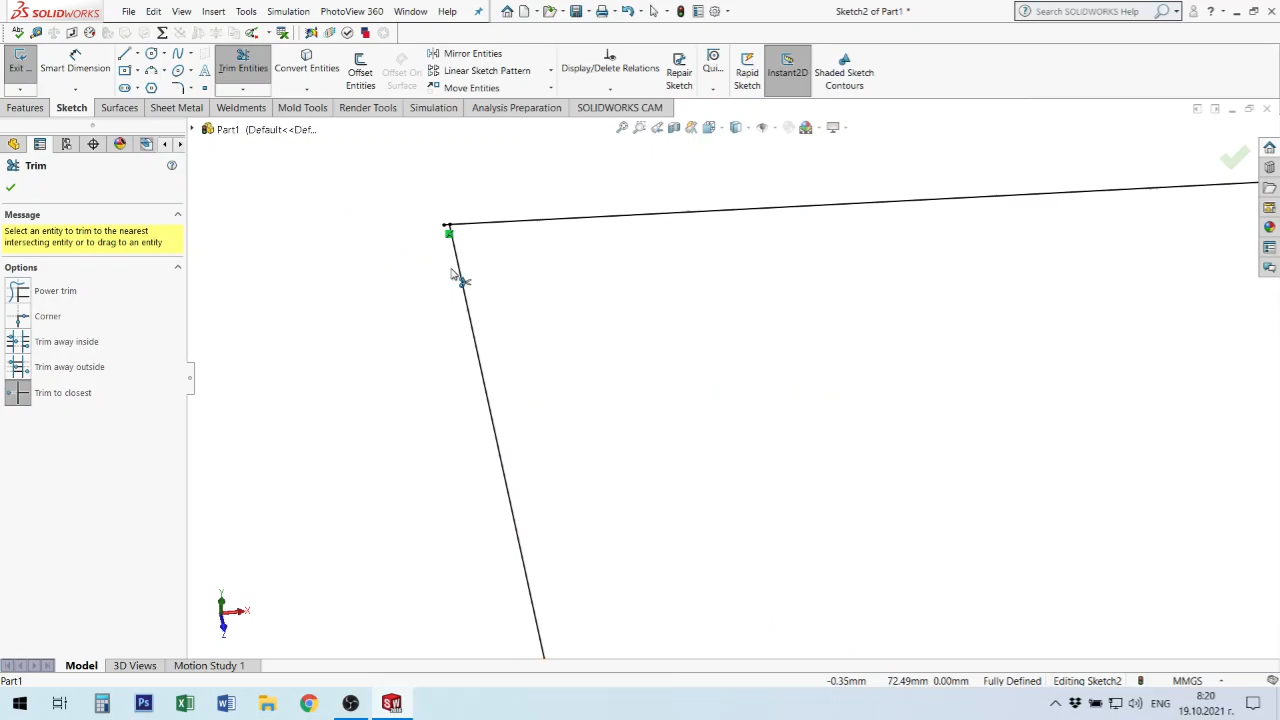 SOLIDWORKS File Edit View Insert Tools Simulation PhotoView 360 Window Help Sketch2 of Part1 * Search SOLIDWORKS Help
Exit ... Smart Dimension Trim Entities Convert Entities Offset Entities Offset On Surface Mirror Entities Linear Sketch Pattern Move Entities Display/Delete Relations Repair Sketch Qui... Rapid Sketch Instant2D Shaded Sketch Contours
Features Sketch Surfaces Sheet Metal Weldments Mold Tools Render Tools Simulation Analysis Preparation SOLIDWORKS CAM
Part1 (Default<<Def...
Trim
Message
Select an entity to trim to the nearest
intersecting entity or to drag to an entity
Options
Power trim
Corner
Trim away inside
Trim away outside
Trim to closest
Y
X
Z
Model 3D Views Motion Study 1
Part1 -0.35mm 72.49mm 0.00mm Fully Defined Editing Sketch2 MMGS
ENG 8:20
19.10.2021 г.